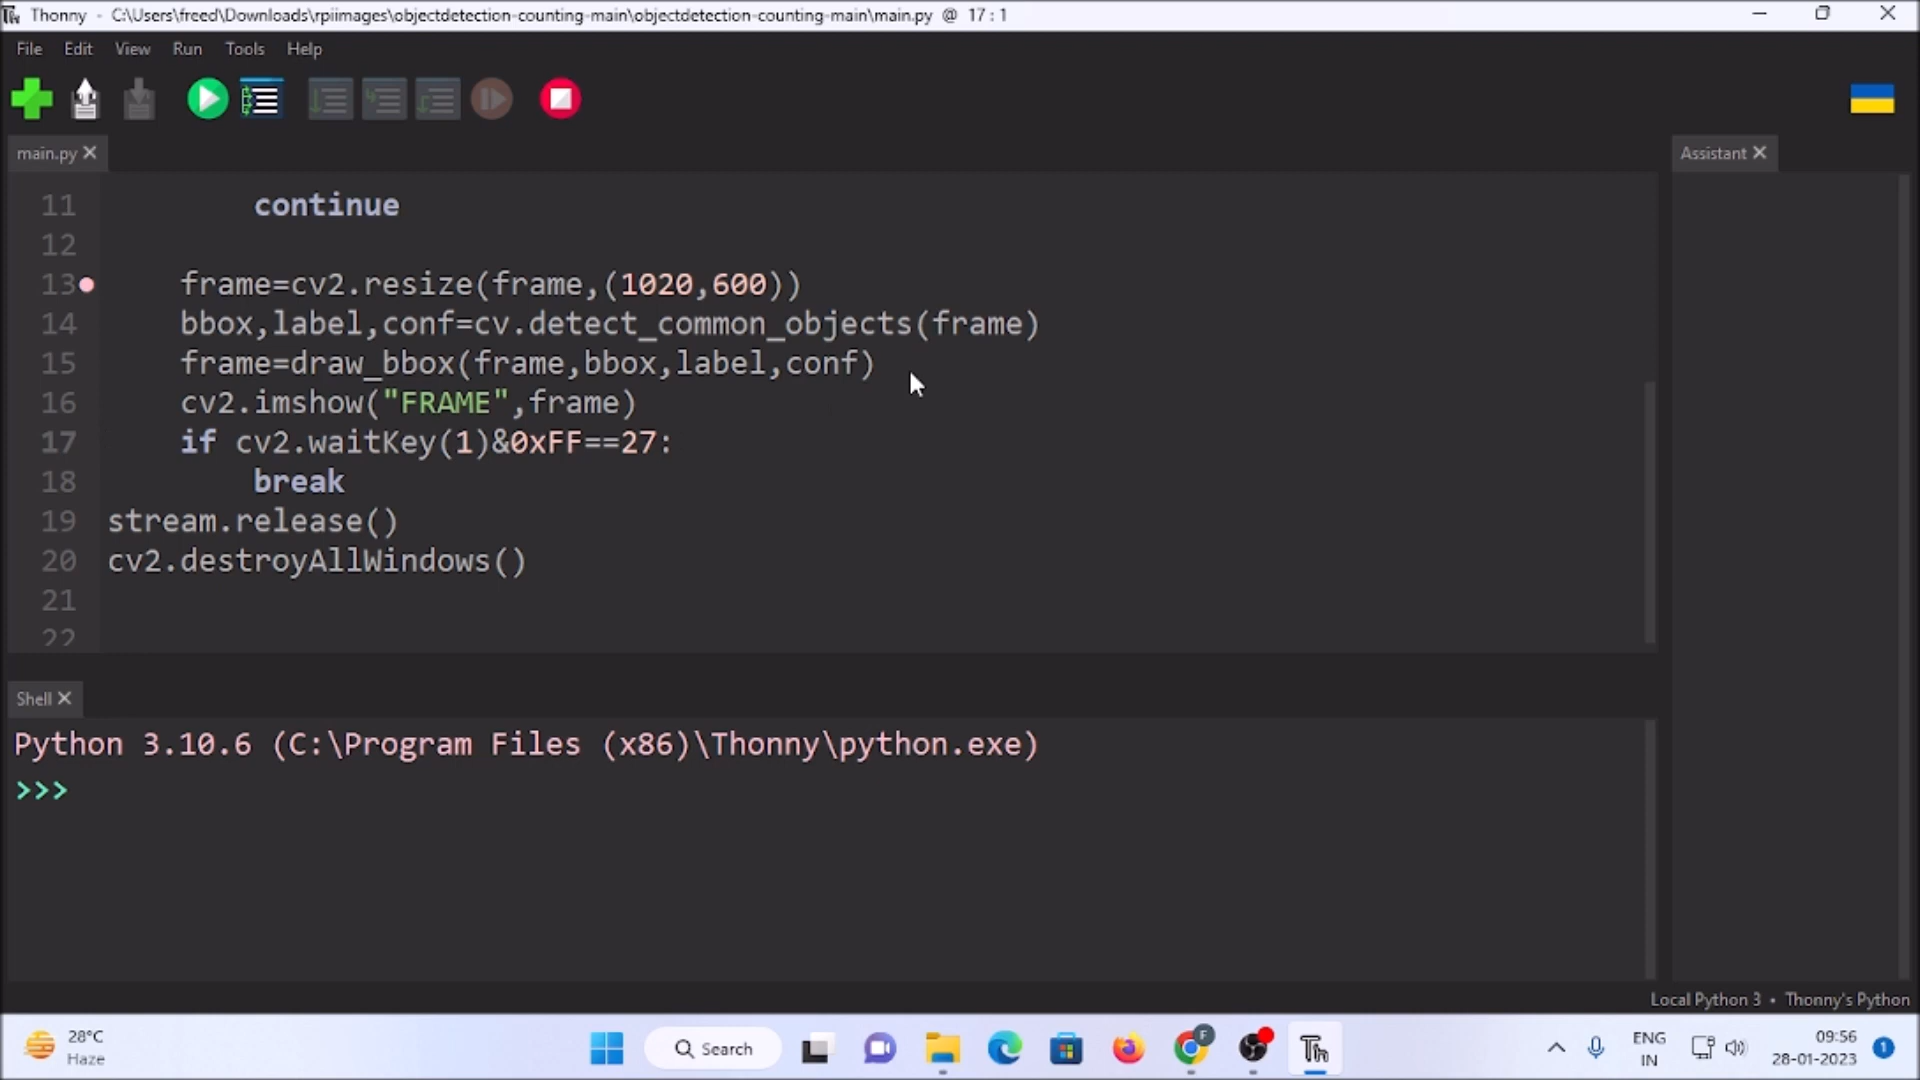 Thonny - C:\Users\freed\Downloads\rpiimages\objectdetection-counting-main\objectdetection-counting-main\main.py @ 17 : 1
File Edit View Run Tools Help
main.py
Assistant
11 continue
12
13 frame=cv2.resize(frame,(1020,600))
14 bbox,label,conf=cv.detect_common_objects(frame)
15 frame=draw_bbox(frame,bbox,label,conf)
16 cv2.imshow("FRAME",frame)
17 if cv2.waitKey(1)&0xFF==27:
18 break
19 stream.release()
20 cv2.destroyAllWindows()
21
22
Shell
Python 3.10.6 (C:\Program Files (x86)\Thonny\python.exe)
>>>
Local Python 3 • Thonny's Python
28°C
Haze
Search
F
Th
ENG
IN
09:56
28-01-2023
1